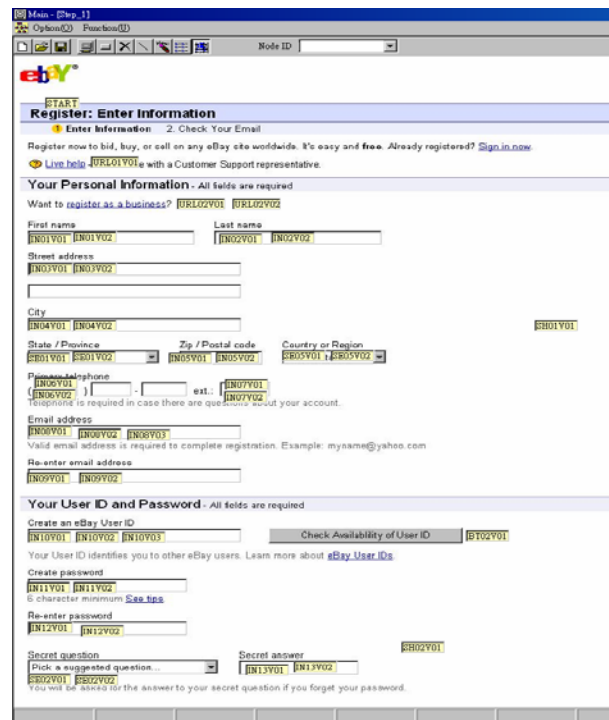 Main - [Step_1]
Option(O) Function(U)
Node ID
ebY
START
Register: Enter Information
1 Enter Information 2. Check Your Email
Register now to bid, buy, or sell on any eBay site worldwide. It's easy and free. Already registered? Sign in now.
Live help - URL01V01 e with a Customer Support representative.
Your Personal Information - All fields are required
Want to register as a business? URL02V01 URL02V02
First name Last name
IN01V01 IN01V02 IN02V01 IN02V02
Street address
IN03V01 IN03V02
City
IN04V01 IN04V02 SH01V01
State / Province Zip / Postal code Country or Region
SE01V01 SE01V02 IN05V01 IN05V02 SE05V01 SE05V02
Primary telephone
IN06V01 IN07V01
( IN06V02 ) - ext.: IN07V02
Telephone is required in case there are questions about your account.
Email address
IN08V01 IN08V02 IN08V03
Valid email address is required to complete registration. Example: myname@yahoo.com
Re-enter email address
IN09V01 IN09V02
Your User ID and Password - All fields are required
Create an eBay User ID
IN10V01 IN10V02 IN10V03 Check Availablility of User ID BT02V01
Your User ID identifies you to other eBay users. Learn more about eBay User IDs.
Create password
IN11V01 IN11V02
6 character minimum See tips
Re-enter password
IN12V01 IN12V02
SH02V01
Secret question Secret answer
Pick a suggested question... IN13V01 IN13V02
SE02V01 SE02V02
You will be asked for the answer to your secret question if you forget your password.